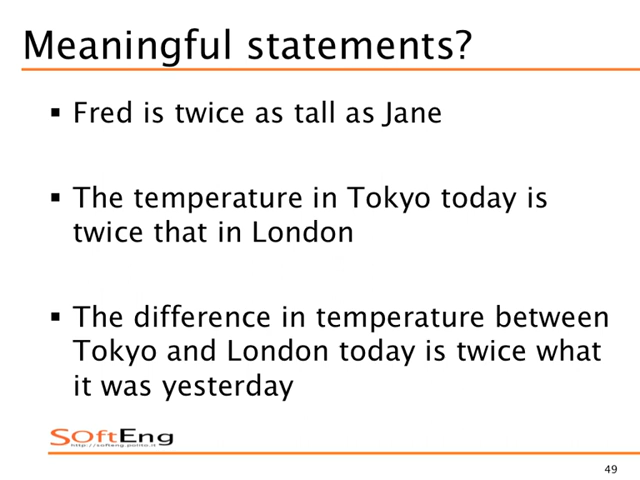 Meaningful statements?
▪ Fred is twice as tall as Jane
▪ The temperature in Tokyo today is
twice that in London
▪ The difference in temperature between
Tokyo and London today is twice what
it was yesterday
SOftEng
http://softeng.polito.it
49